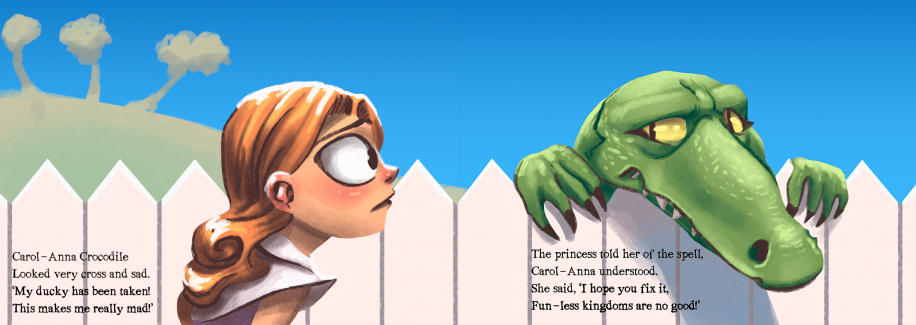 Carol-Anna Crocodile
Looked very cross and sad.
'My ducky has been taken!
This makes me really mad!'
The princess told her of the spell,
Carol-Anna understood.
She said, 'I hope you fix it,
Fun-less kingdoms are no good!'